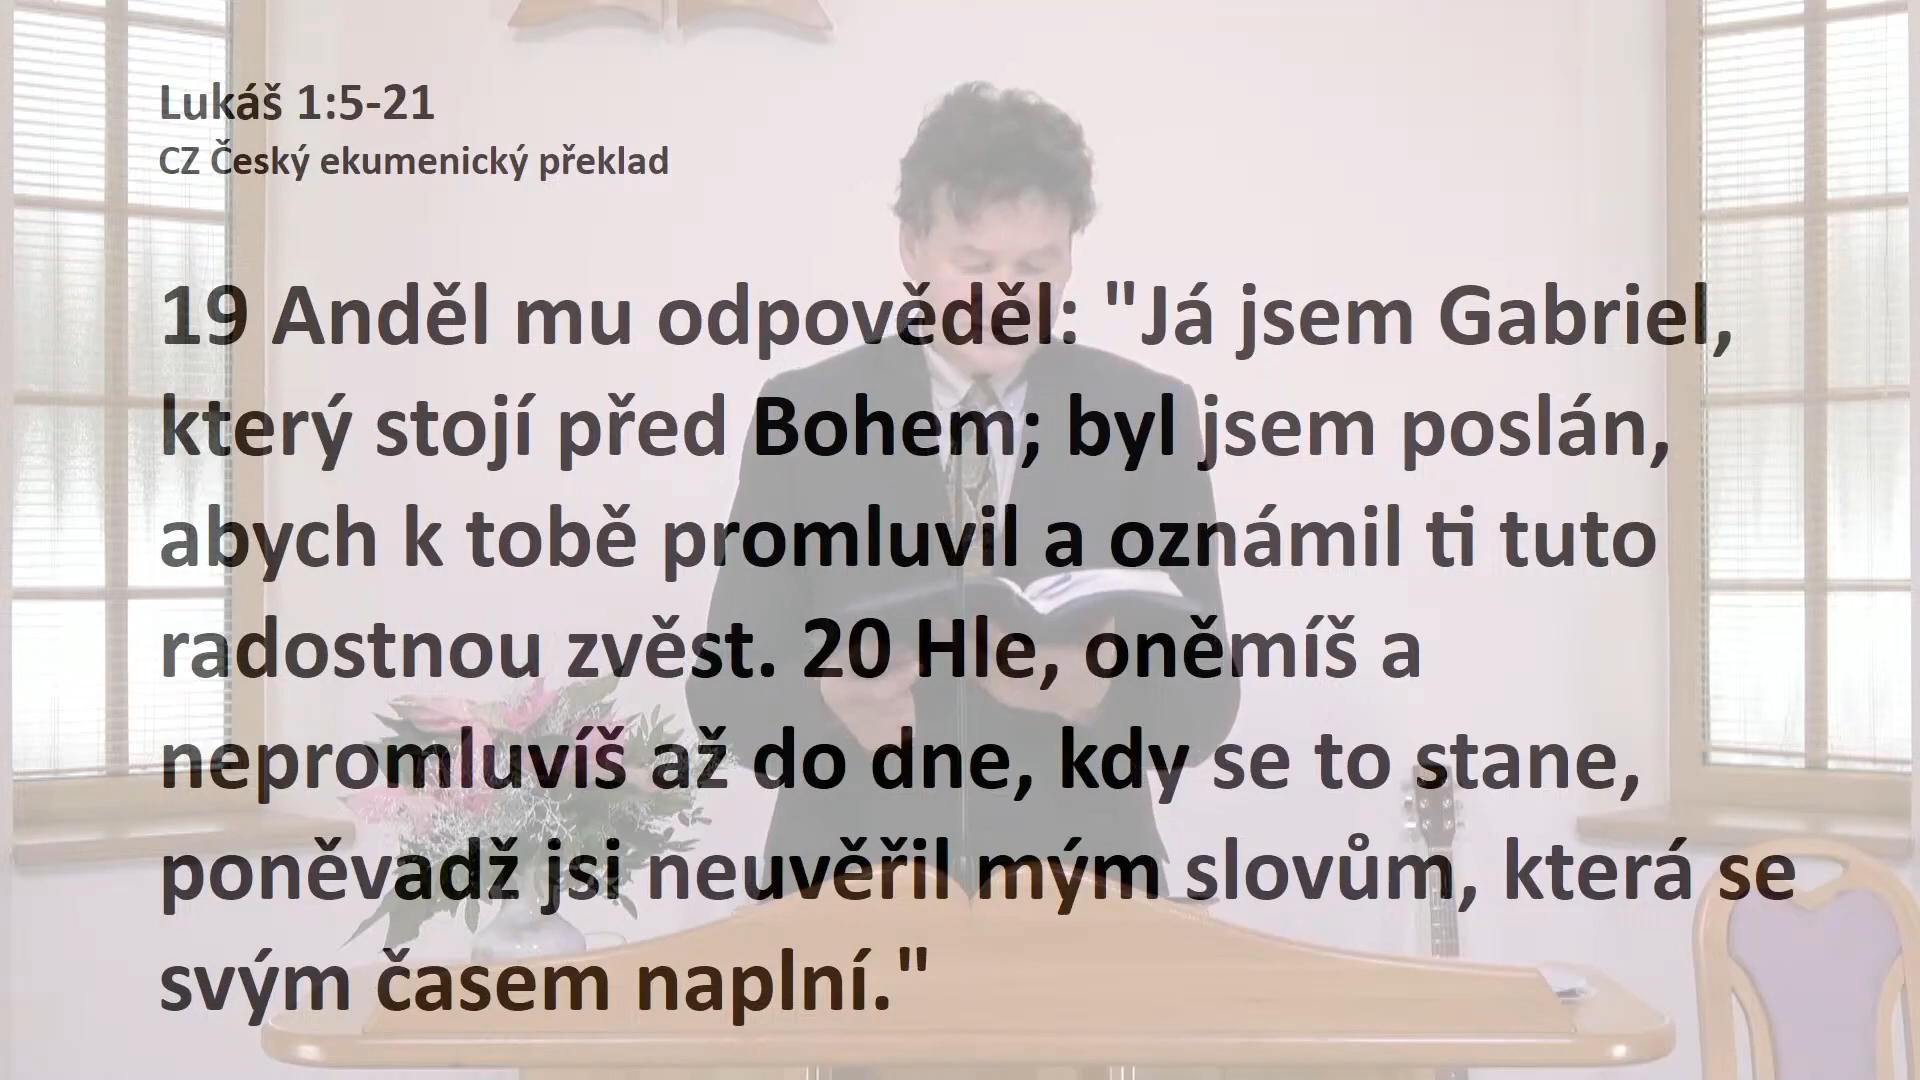 Lukáš 1:5-21
CZ Český ekumenický překlad
19 Anděl mu odpověděl: "Já jsem Gabriel,
který stojí před Bohem; byl jsem poslán,
abych k tobě promluvil a oznámil ti tuto
radostnou zvěst. 20 Hle, oněmíš a
nepromluvíš až do dne, kdy se to stane,
poněvadž jsi neuvěřil mým slovům, která se
svým časem naplní."